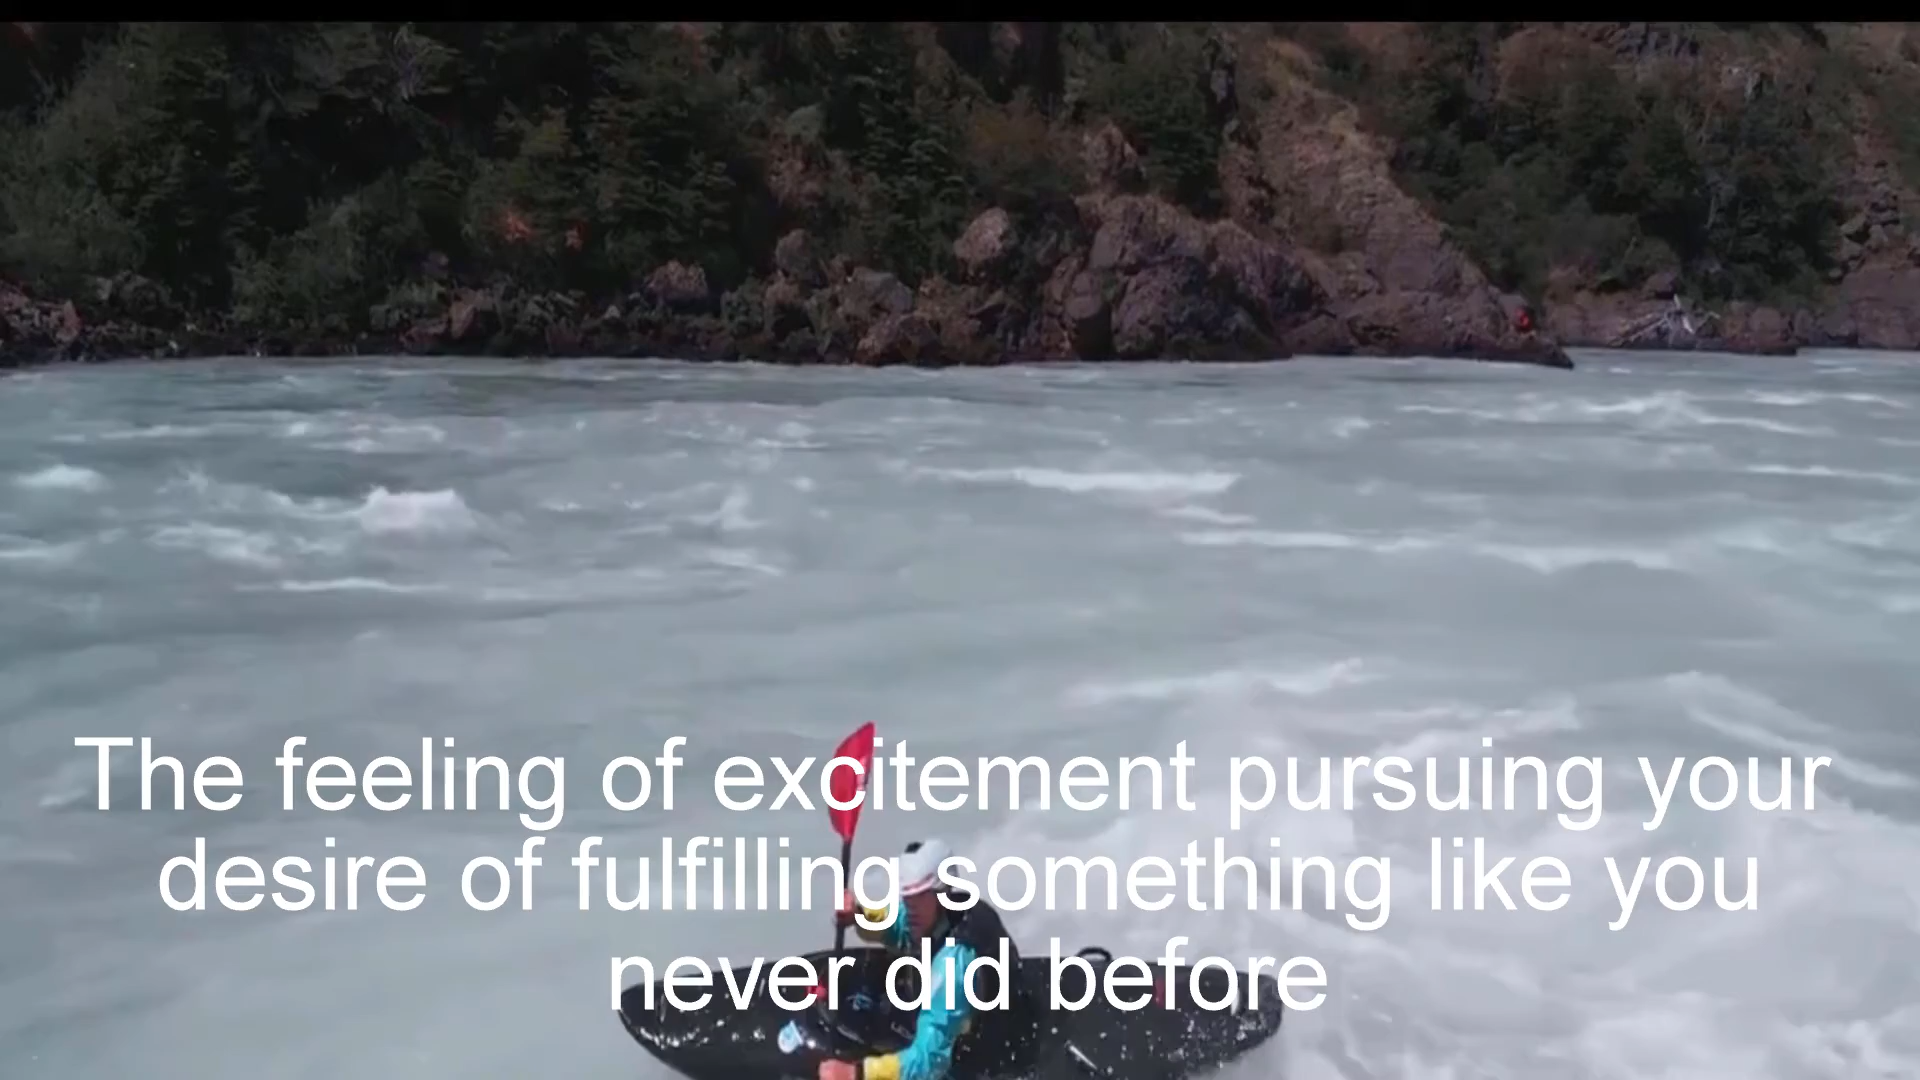 The feeling of excitement pursuing your
desire of fulfilling something like you
never did before